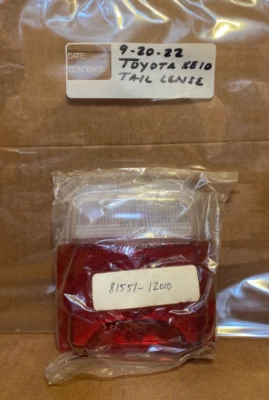 DATE: 9-20-22
CONTENTS: TOYOTA KE10
TAIL LENSE
81551-12010